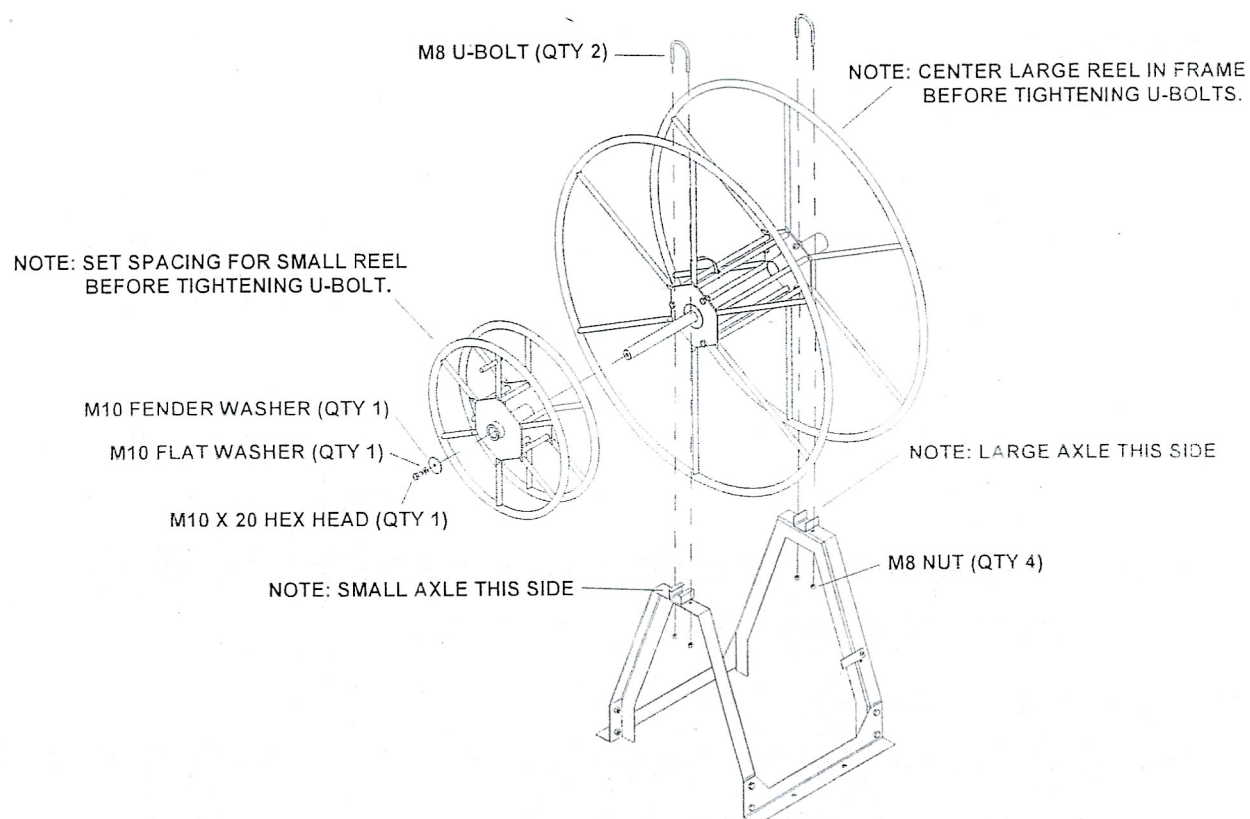 M8 U-BOLT (QTY 2)
NOTE: CENTER LARGE REEL IN FRAME
BEFORE TIGHTENING U-BOLTS.
NOTE: SET SPACING FOR SMALL REEL
BEFORE TIGHTENING U-BOLT.
M10 FENDER WASHER (QTY 1)
M10 FLAT WASHER (QTY 1)
M10 X 20 HEX HEAD (QTY 1)
NOTE: LARGE AXLE THIS SIDE
M8 NUT (QTY 4)
NOTE: SMALL AXLE THIS SIDE